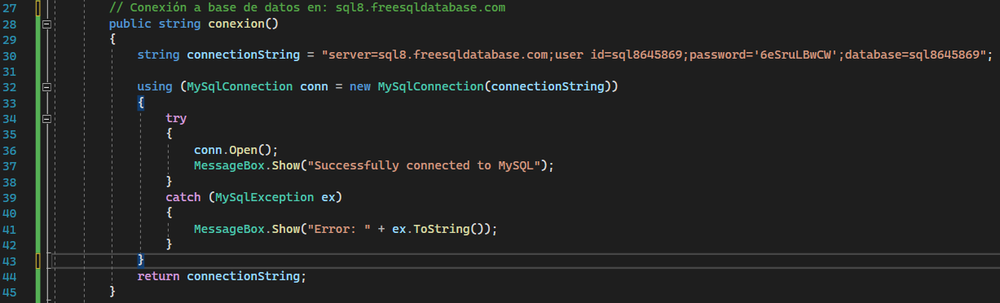 27 // Conexión a base de datos en: sql8.freesqldatabase.com
28 public string conexion()
29 {
30 string connectionString = "server=sql8.freesqldatabase.com;user id=sql8645869;password='6eSruLBwCW';database=sql8645869";
31
32 using (MySqlConnection conn = new MySqlConnection(connectionString))
33 {
34 try
35 {
36 conn.Open();
37 MessageBox.Show("Successfully connected to MySQL");
38 }
39 catch (MySqlException ex)
40 {
41 MessageBox.Show("Error: " + ex.ToString());
42 }
43 }
44 return connectionString;
45 }